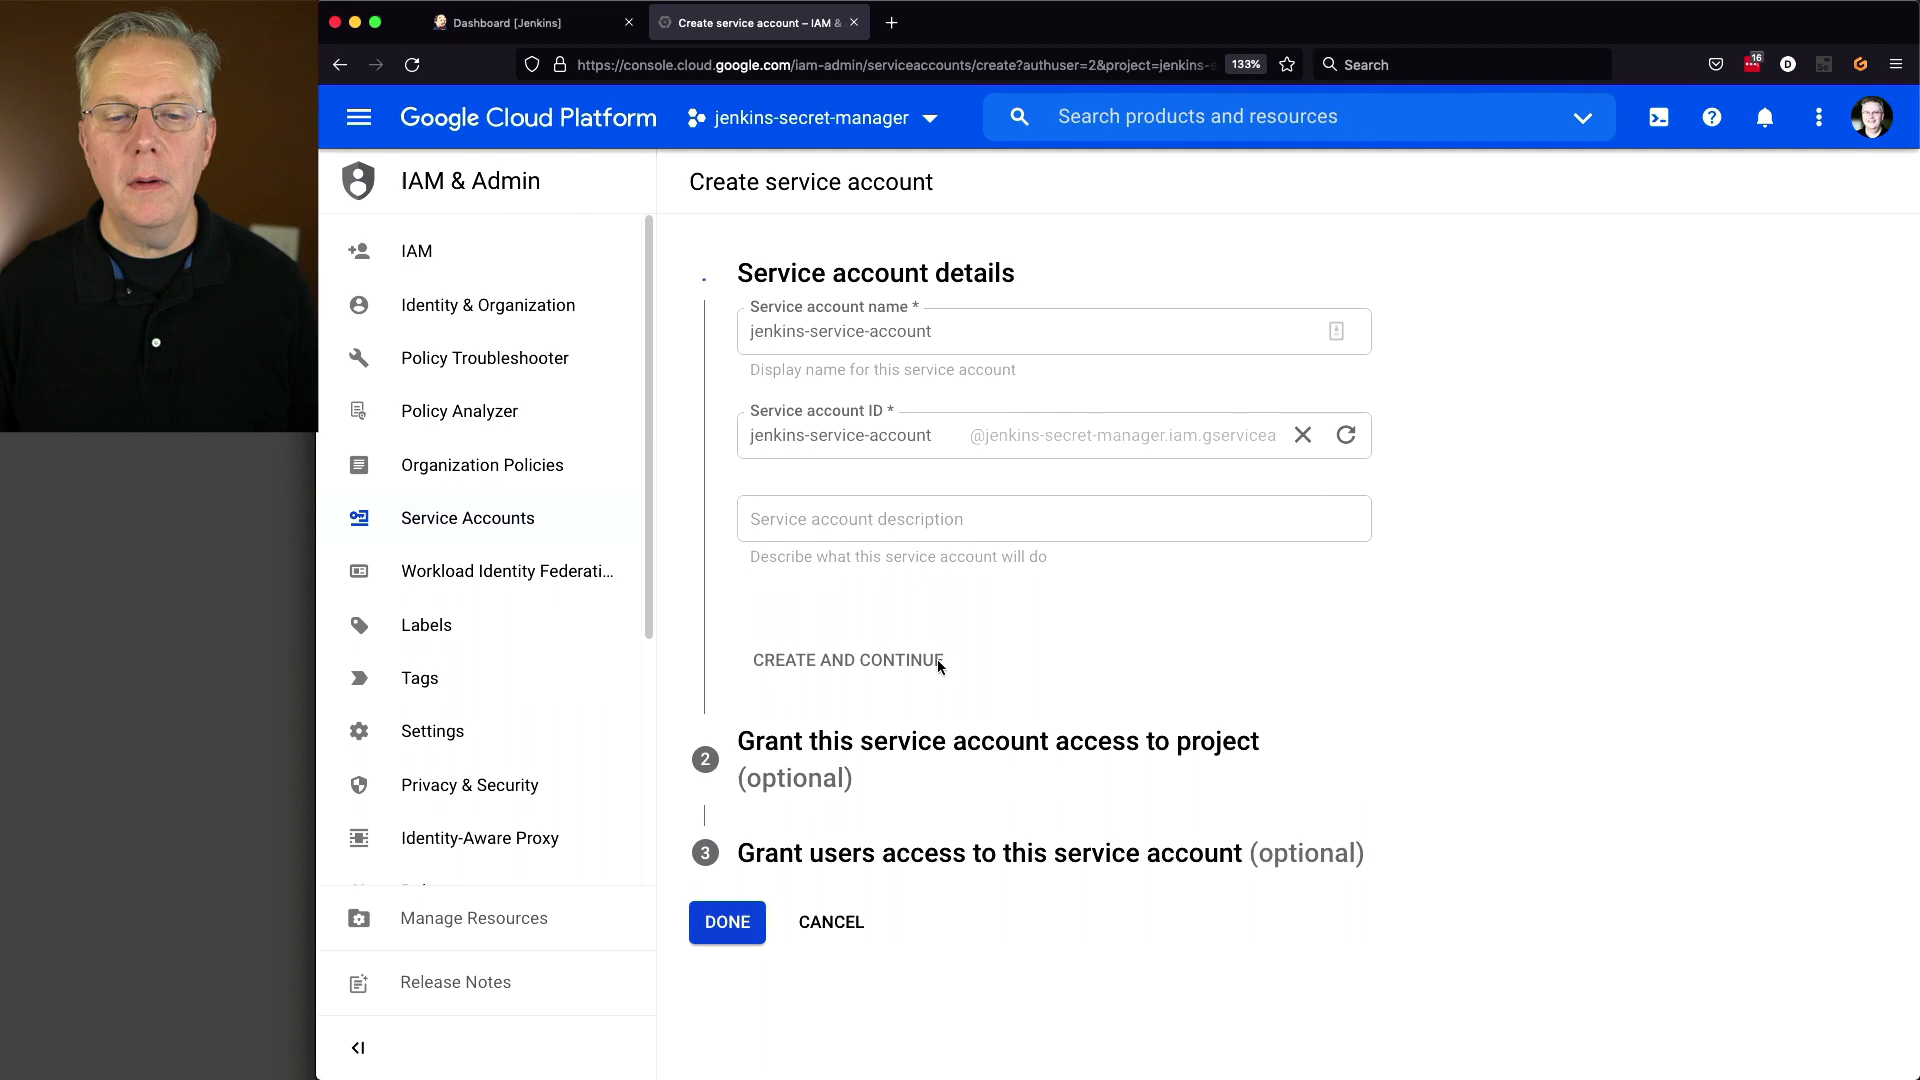 Dashboard [Jenkins]
Create service account – IAM &
https://console.cloud.google.com/iam-admin/serviceaccounts/create?authuser=2&project=jenkins-s
133%
Search
16
Google Cloud Platform
jenkins-secret-manager
Search products and resources
IAM & Admin
IAM
Identity & Organization
Policy Troubleshooter
Policy Analyzer
Organization Policies
Service Accounts
Workload Identity Federati...
Labels
Tags
Settings
Privacy & Security
Identity-Aware Proxy
Manage Resources
Release Notes
Create service account
Service account details
Service account name *
jenkins-service-account
Display name for this service account
Service account ID *
jenkins-service-account @jenkins-secret-manager.iam.gservicea
Service account description
Describe what this service account will do
CREATE AND CONTINUE
2 Grant this service account access to project
(optional)
3 Grant users access to this service account (optional)
DONE CANCEL